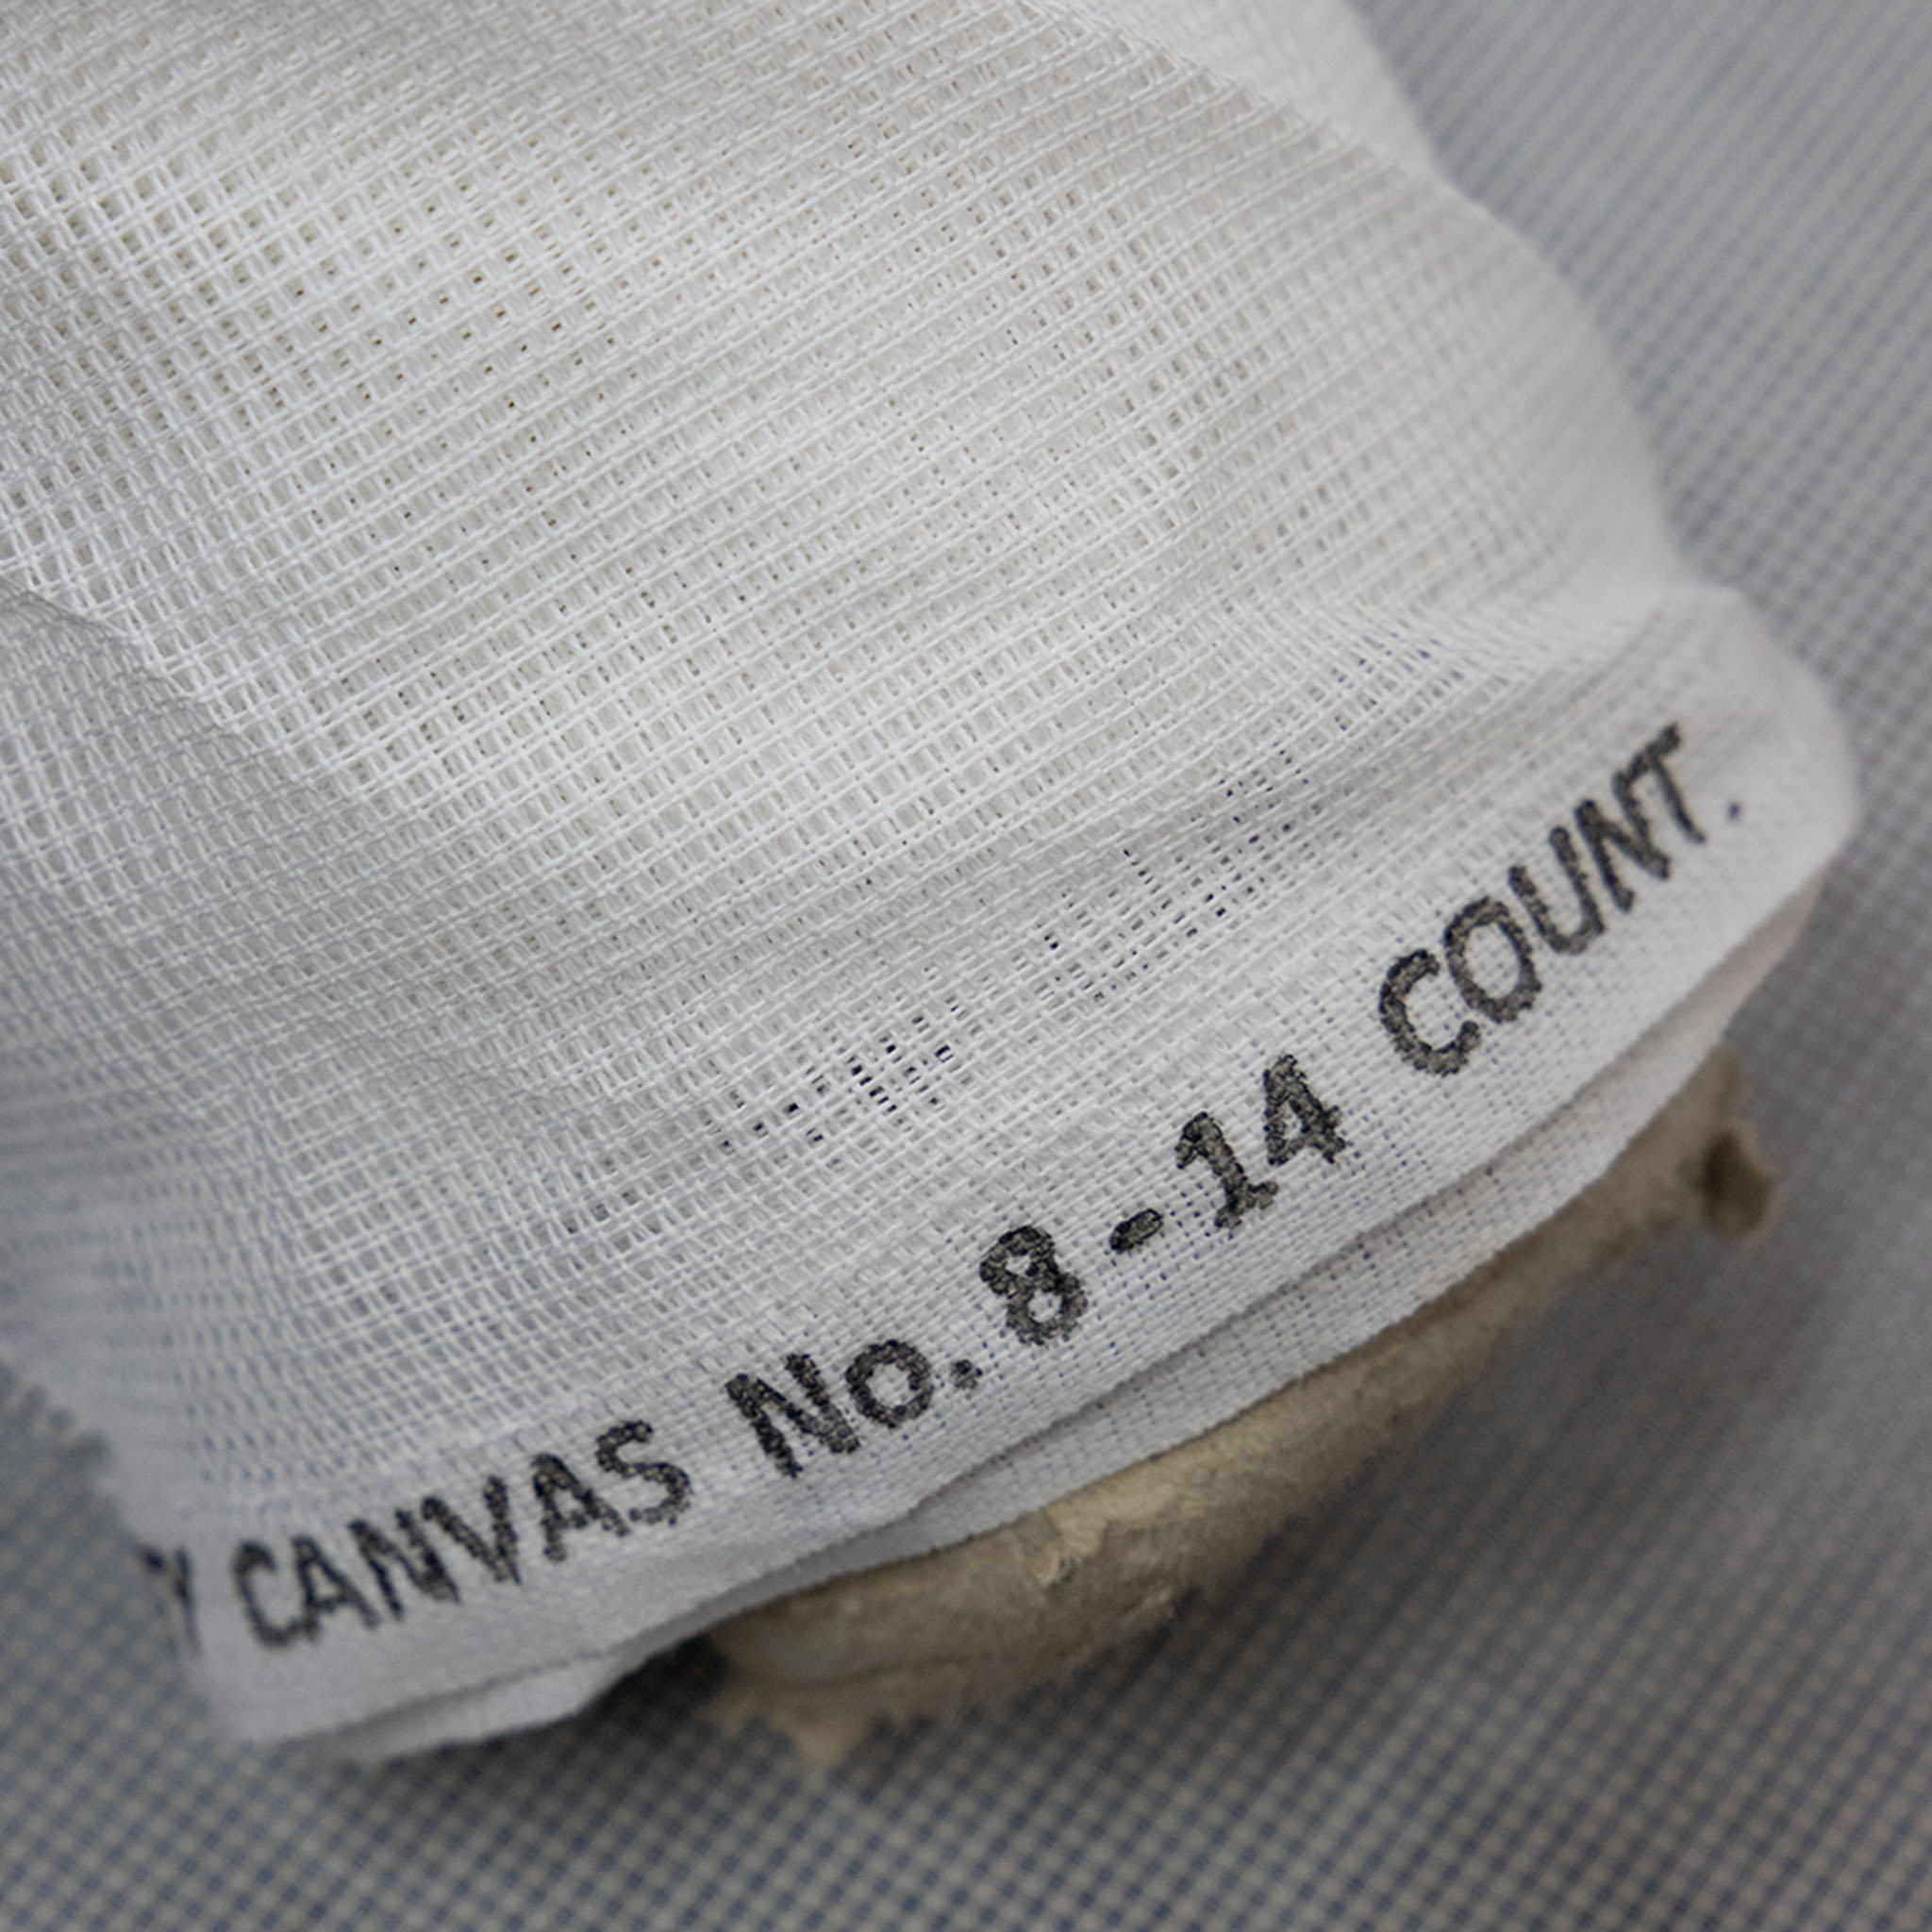 CANVAS No. 8-14 COUNT.